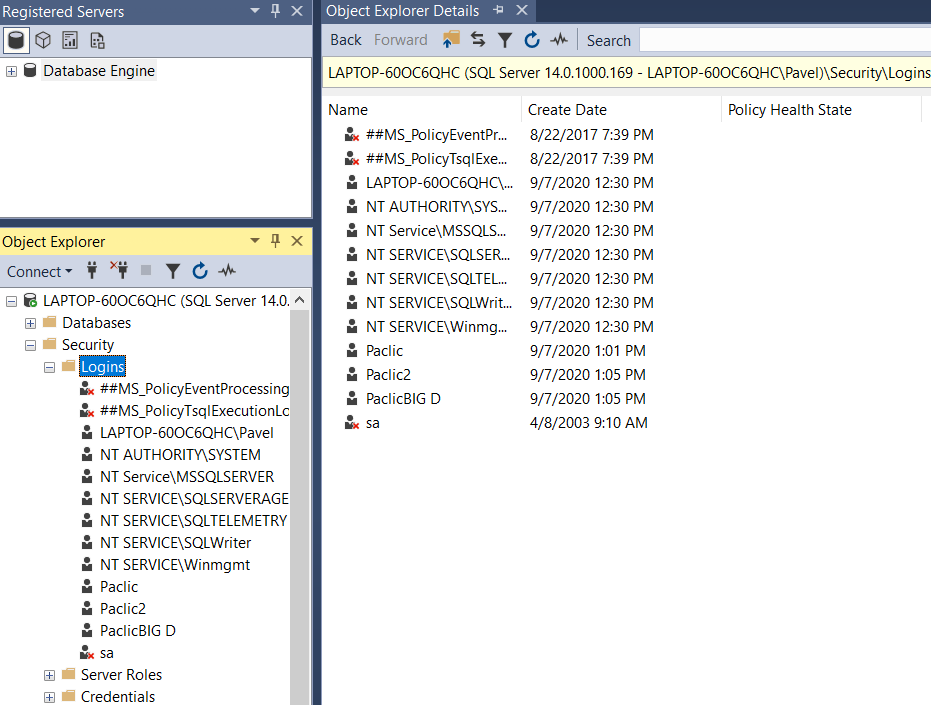 Registered Servers
Database Engine
Object Explorer
Connect
LAPTOP-60OC6QHC (SQL Server 14.0.
Databases
Security
Logins
##MS_PolicyEventProcessing
##MS_PolicyTsqlExecutionLo
LAPTOP-60OC6QHC\Pavel
NT AUTHORITY\SYSTEM
NT Service\MSSQLSERVER
NT SERVICE\SQLSERVERAGE
NT SERVICE\SQLTELEMETRY
NT SERVICE\SQLWriter
NT SERVICE\Winmgmt
Paclic
Paclic2
PaclicBIG D
sa
Server Roles
Credentials
Object Explorer Details
Back Forward Search
LAPTOP-60OC6QHC (SQL Server 14.0.1000.169 - LAPTOP-60OC6QHC\Pavel)\Security\Logins
Name Create Date Policy Health State
##MS_PolicyEventPr... 8/22/2017 7:39 PM
##MS_PolicyTsqlExe... 8/22/2017 7:39 PM
LAPTOP-60OC6QHC\... 9/7/2020 12:30 PM
NT AUTHORITY\SYS... 9/7/2020 12:30 PM
NT Service\MSSQLS... 9/7/2020 12:30 PM
NT SERVICE\SQLSER... 9/7/2020 12:30 PM
NT SERVICE\SQLTEL... 9/7/2020 12:30 PM
NT SERVICE\SQLWrit... 9/7/2020 12:30 PM
NT SERVICE\Winmg... 9/7/2020 12:30 PM
Paclic 9/7/2020 1:01 PM
Paclic2 9/7/2020 1:05 PM
PaclicBIG D 9/7/2020 1:05 PM
sa 4/8/2003 9:10 AM